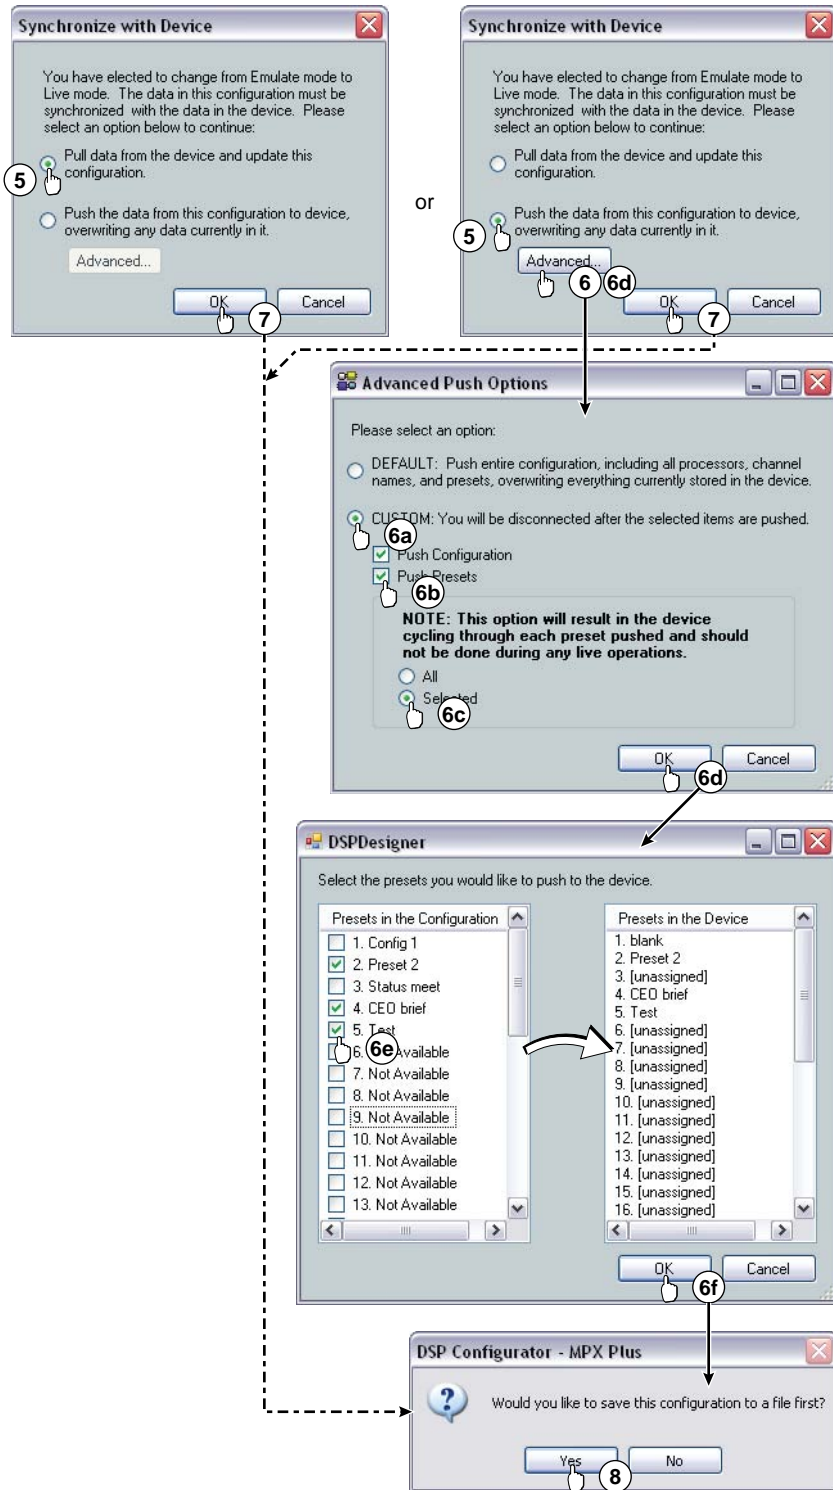 Synchronize with Device
You have elected to change from Emulate mode to
Live mode. The data in this configuration must be
synchronized with the data in the device. Please
select an option below to continue:
Pull data from the device and update this
configuration.
5
Push the data from this configuration to device,
overwriting any data currently in it.
Advanced...
OK
Cancel
7
or
Synchronize with Device
You have elected to change from Emulate mode to
Live mode. The data in this configuration must be
synchronized with the data in the device. Please
select an option below to continue:
Pull data from the device and update this
configuration.
Push the data from this configuration to device,
overwriting any data currently in it.
5
Advanced...
6
6d
OK
Cancel
7
Advanced Push Options
Please select an option:
DEFAULT: Push entire configuration, including all processors, channel
names, and presets, overwriting everything currently stored in the device.
CUSTOM: You will be disconnected after the selected items are pushed.
6a
Push Configuration
Push Presets
6b
NOTE: This option will result in the device
cycling through each preset pushed and should
not be done during any live operations.
All
Selected
6c
OK
Cancel
6d
DSPDesigner
Select the presets you would like to push to the device.
Presets in the Configuration
1. Config 1
2. Preset 2
3. Status meet
4. CEO brief
5. Test
6. Not Available
6e
7. Not Available
8. Not Available
9. Not Available
10. Not Available
11. Not Available
12. Not Available
13. Not Available
Presets in the Device
1. blank
2. Preset 2
3. [unassigned]
4. CEO brief
5. Test
6. [unassigned]
7. [unassigned]
8. [unassigned]
9. [unassigned]
10. [unassigned]
11. [unassigned]
12. [unassigned]
13. [unassigned]
14. [unassigned]
15. [unassigned]
16. [unassigned]
OK
Cancel
6f
DSP Configurator - MPX Plus
Would you like to save this configuration to a file first?
Yes
No
8